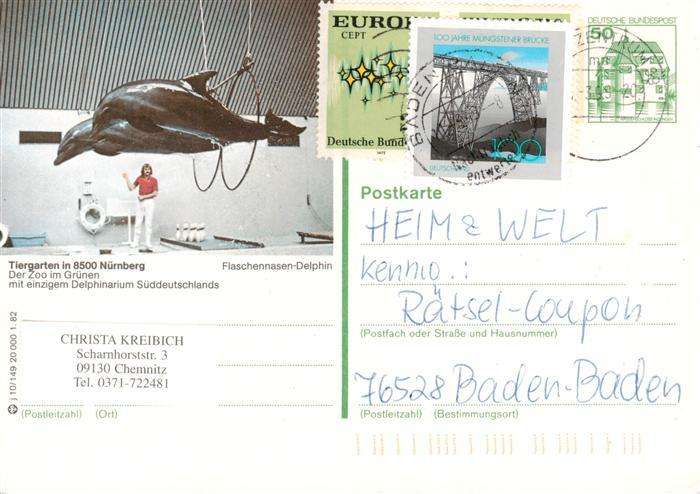 EUROPA
CEPT
Deutsche Bund
100 JAHRE MÜNGSTENER BRÜCKE
100
DEUTSCHLAND
DEUTSCHE BUNDESPOST
50
BADEN
Tiergarten in 8500 Nürnberg
Flaschennasen-Delphin
Der Zoo im Grünen
mit einzigem Delphinarium Süddeutschlands
j 10/149 20 000 1. 82
CHRISTA KREIBICH
Scharnhorststr. 3
09130 Chemnitz
Tel. 0371-722481
(Postleitzahl) (Ort)
Postkarte
HEIM & WELT
Kennw.:
Rätsel-Coupon
(Postfach oder Straße und Hausnummer)
76528 Baden-Baden
(Postleitzahl) (Bestimmungsort)